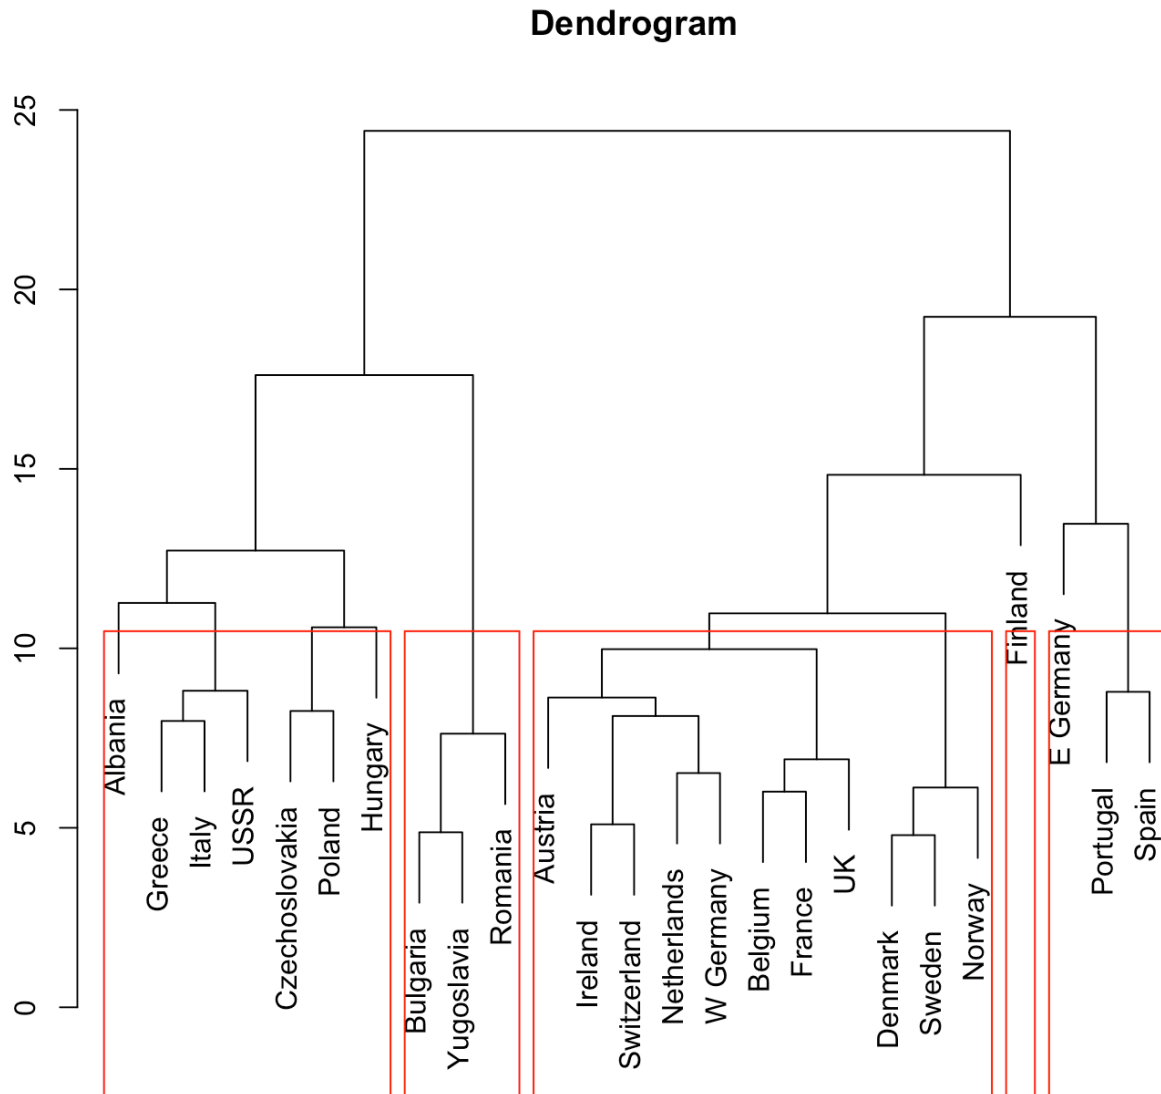 Dendrogram
25
20
15
10
5
0
Albania
Greece
Italy
USSR
Czechoslovakia
Poland
Hungary
Bulgaria
Yugoslavia
Romania
Austria
Ireland
Switzerland
Netherlands
W Germany
Belgium
France
UK
Denmark
Sweden
Norway
Finland
E Germany
Portugal
Spain